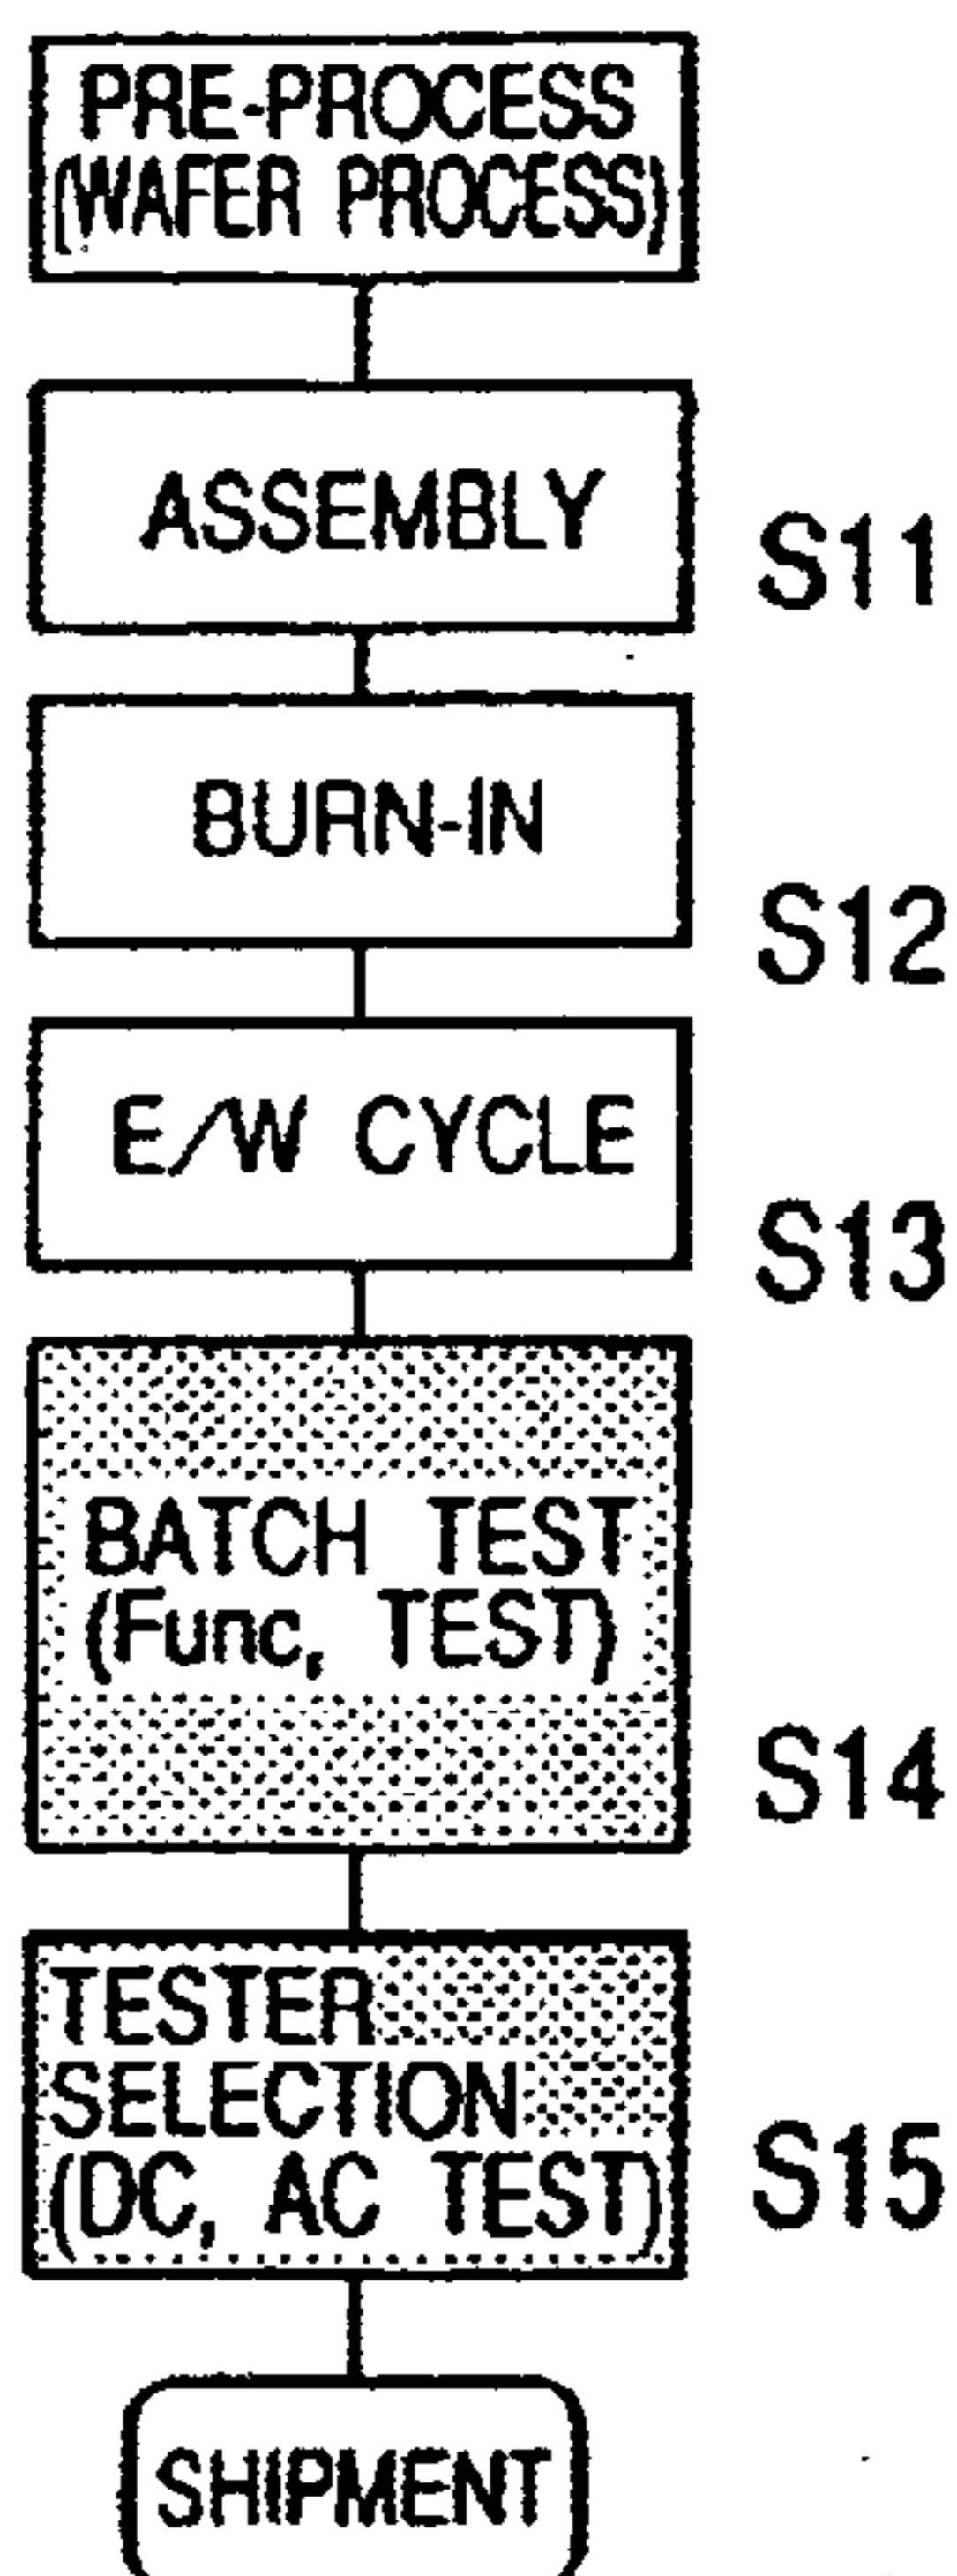 PRE-PROCESS
(WAFER PROCESS)
ASSEMBLY
S11
BURN-IN
S12
E/W CYCLE
S13
BATCH TEST
(Func, TEST)
S14
TESTER
SELECTION
(DC, AC TEST)
S15
SHIPMENT